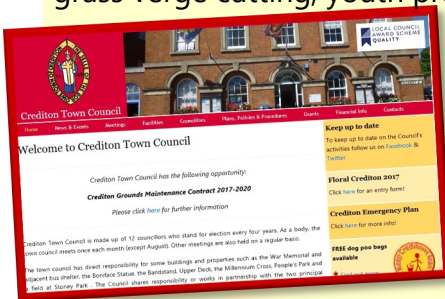 grass verge cutting, youth pr
LOCAL COUNCIL
AWARD SCHEME
QUALITY
Crediton Town Council
Home News & Events Meetings Facilities Councillors Plans, Policies & Procedures Grants Financial Info Contacts
Welcome to Crediton Town Council
Crediton Town Council has the following opportunity:
Crediton Grounds Maintenance Contract 2017-2020
Please click here for further information
Crediton Town Council is made up of 12 councillors who stand for election every four years. As a body, the
town council meets once each month (except August). Other meetings are also held on a regular basis.
The town council has direct responsibility for some buildings and properties such as the War Memorial and
adjacent bus shelter, the Boniface Statue, the Bandstand, Upper Deck, the Millennium Cross, People's Park and
a field at Stoney Park . The Council shares responsibility or works in partnership with the two principal
Keep up to date
To keep up to date on the Council's
activities follow us on Facebook &
Twitter
Floral Crediton 2017
Click here for an entry form!
Crediton Emergency Plan
Click here for more info!
FREE dog poo bags
available